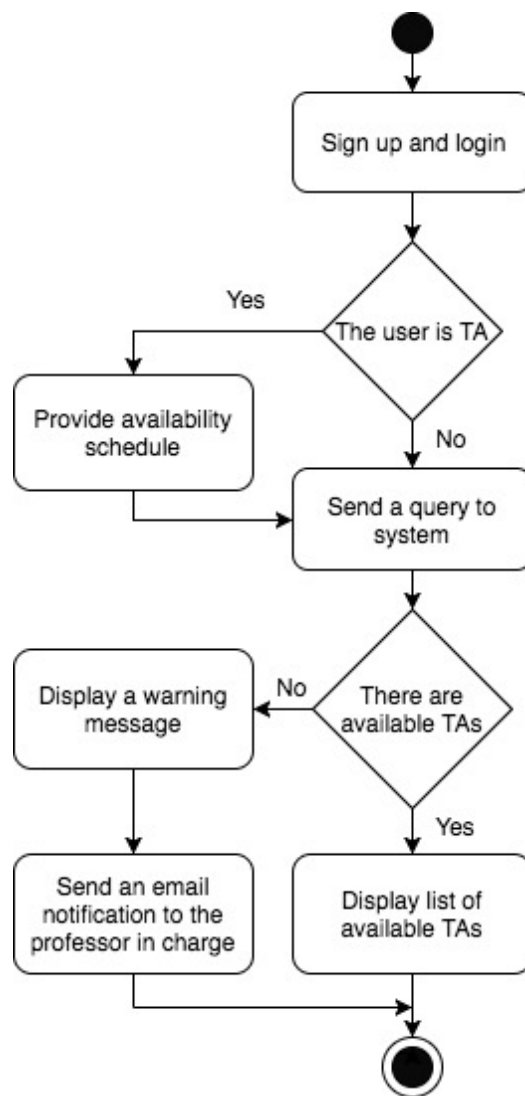 Sign up and login
The user is TA
Yes
Provide availability
schedule
No
Send a query to
system
There are
available TAs
No
Display a warning
message
Send an email
notification to the
professor in charge
Yes
Display list of
available TAs